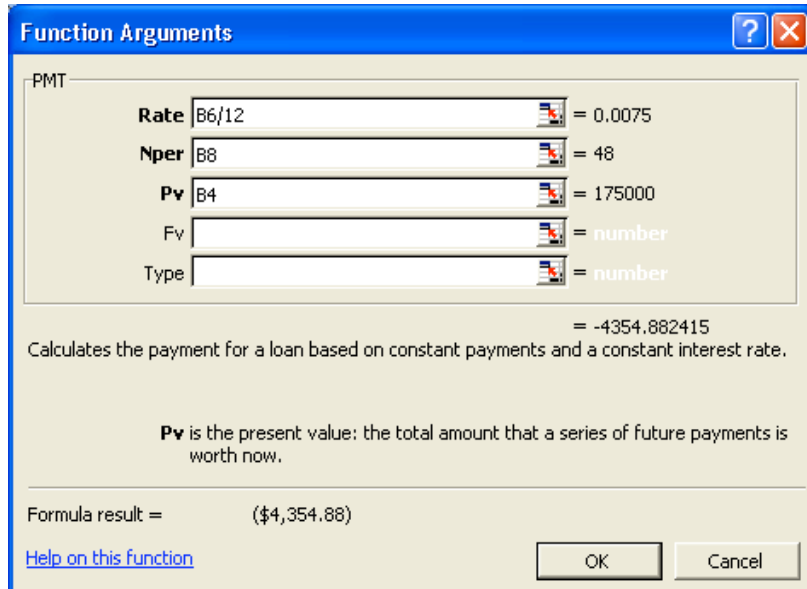 Function Arguments
PMT
Rate B6/12 = 0.0075
Nper B8 = 48
Pv B4 = 175000
Fv = number
Type = number
= -4354.882415
Calculates the payment for a loan based on constant payments and a constant interest rate.
Pv is the present value: the total amount that a series of future payments is
worth now.
Formula result = ($4,354.88)
Help on this function OK Cancel